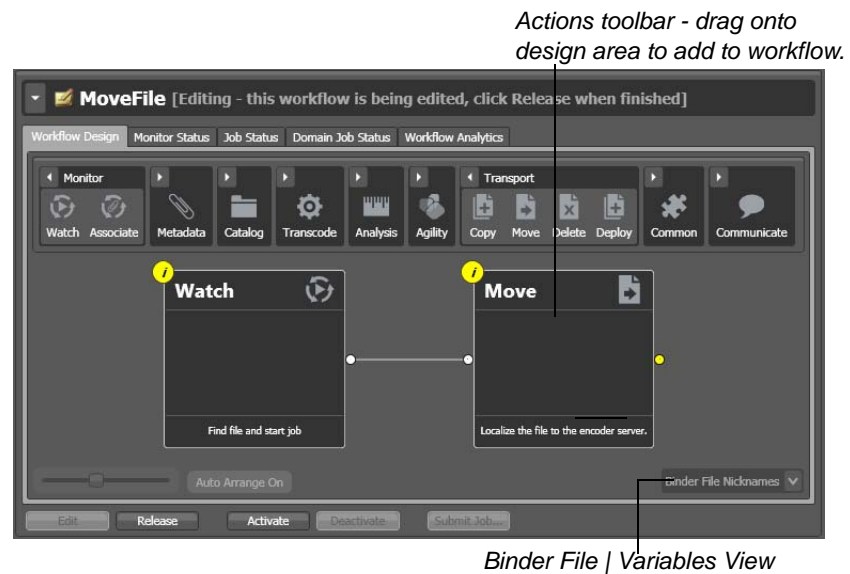 Actions toolbar - drag onto
design area to add to workflow.
MoveFile [Editing - this workflow is being edited, click Release when finished]
Workflow Design Monitor Status Job Status Domain Job Status Workflow Analytics
Monitor Transport
Watch Associate Metadata Catalog Transcode Analysis Agility Copy Move Delete Deploy Common Communicate
i Watch i Move
Find file and start job Localize the file to the encoder server.
Auto Arrange On Binder File Nicknames
Edit Release Activate Deactivate Submit Job...
Binder File | Variables View